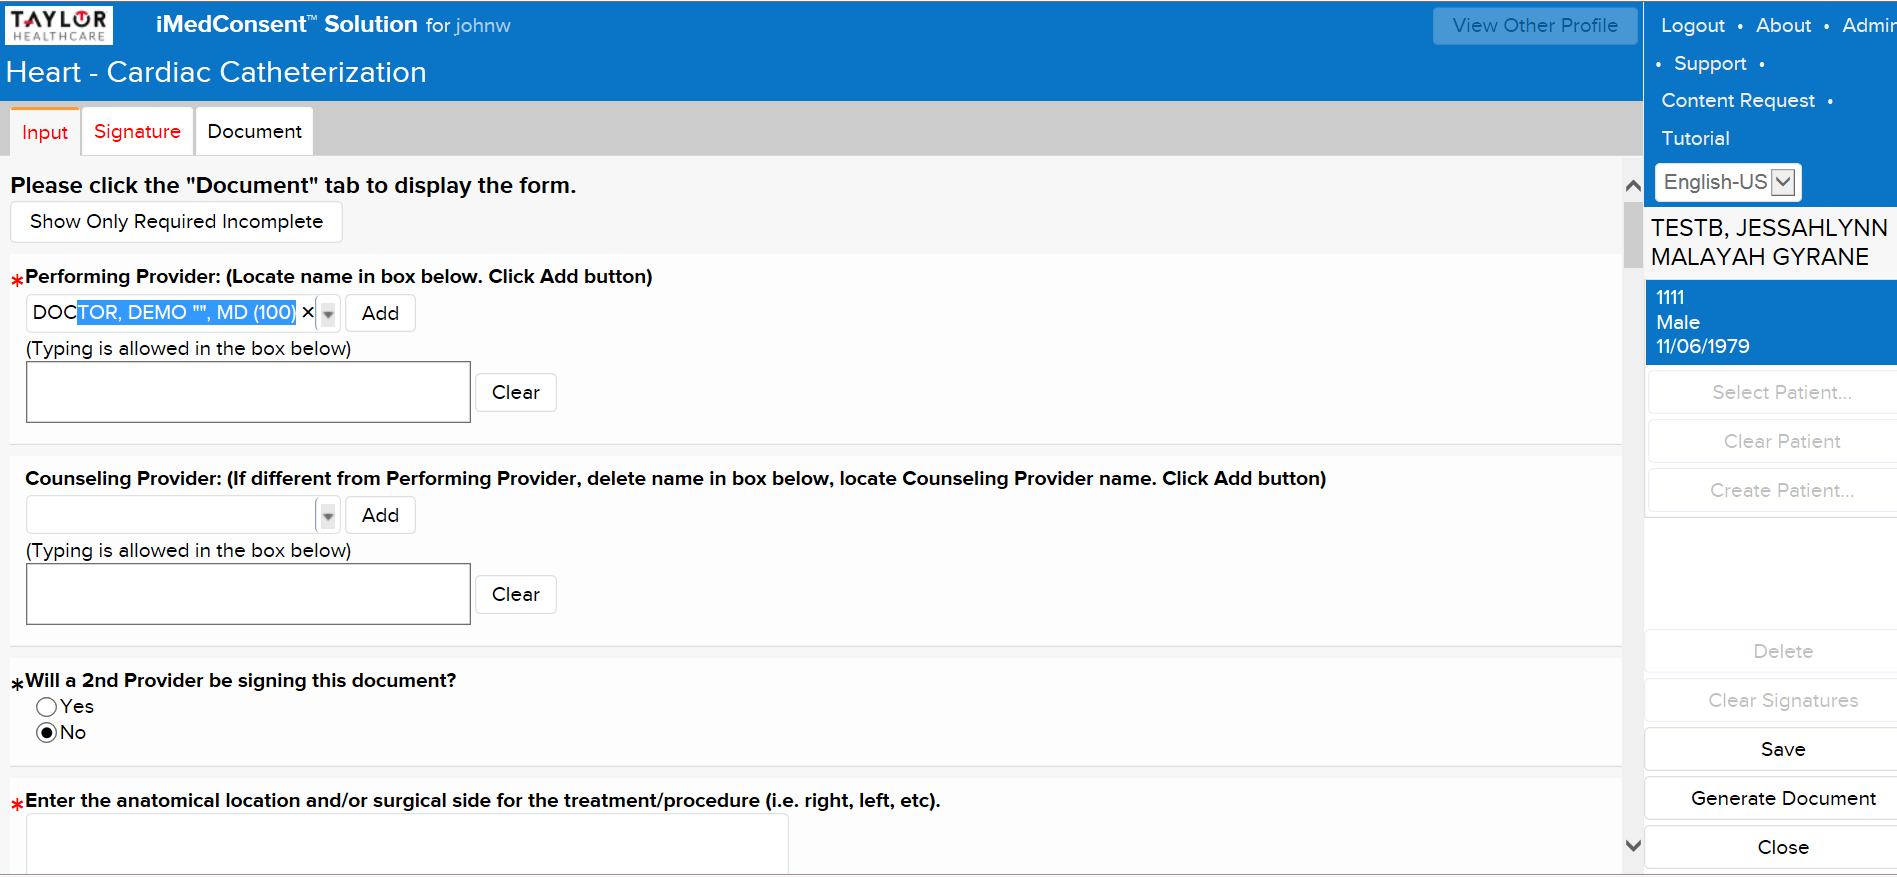 TAYLOR
HEALTHCARE
iMedConsent™ Solution for johnw
View Other Profile
Heart - Cardiac Catheterization
Input
Signature
Document
Please click the "Document" tab to display the form.
Show Only Required Incomplete
*Performing Provider: (Locate name in box below. Click Add button)
DOCTOR, DEMO "", MD (100) ×
Add
(Typing is allowed in the box below)
Clear
Counseling Provider: (If different from Performing Provider, delete name in box below, locate Counseling Provider name. Click Add button)
Add
(Typing is allowed in the box below)
Clear
*Will a 2nd Provider be signing this document?
Yes
No
*Enter the anatomical location and/or surgical side for the treatment/procedure (i.e. right, left, etc).
Logout • About • Admin
• Support •
Content Request •
Tutorial
English-US
TESTB, JESSAHLYNN
MALAYAH GYRANE
1111
Male
11/06/1979
Select Patient...
Clear Patient
Create Patient...
Delete
Clear Signatures
Save
Generate Document
Close